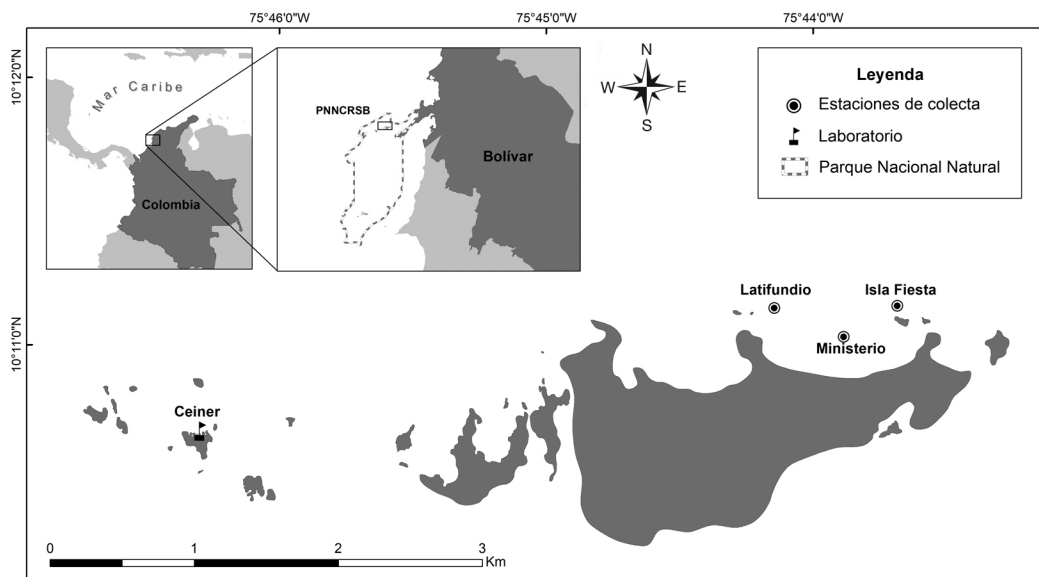 75°46'0"W
75°45'0"W
75°44'0"W
10°12'0"N
10°11'0"N
Mar Caribe
Colombia
PNNCRSB
Bolívar
N
W E
S
Leyenda
Estaciones de colecta
Laboratorio
Parque Nacional Natural
Latifundio
Isla Fiesta
Ministerio
Ceiner
0 1 2 3
Km